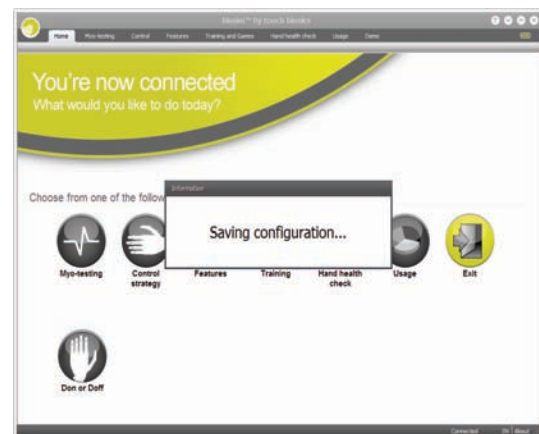 biosim™ by touch bionics
Home Myo-testing Control Features Training and Games Hand health check Usage Demo
You're now connected
What would you like to do today?
Choose from one of the follow
Information
Saving configuration...
Myo-testing Control strategy Features Training Hand health check Usage Exit
Don or Doff
Connected EN About